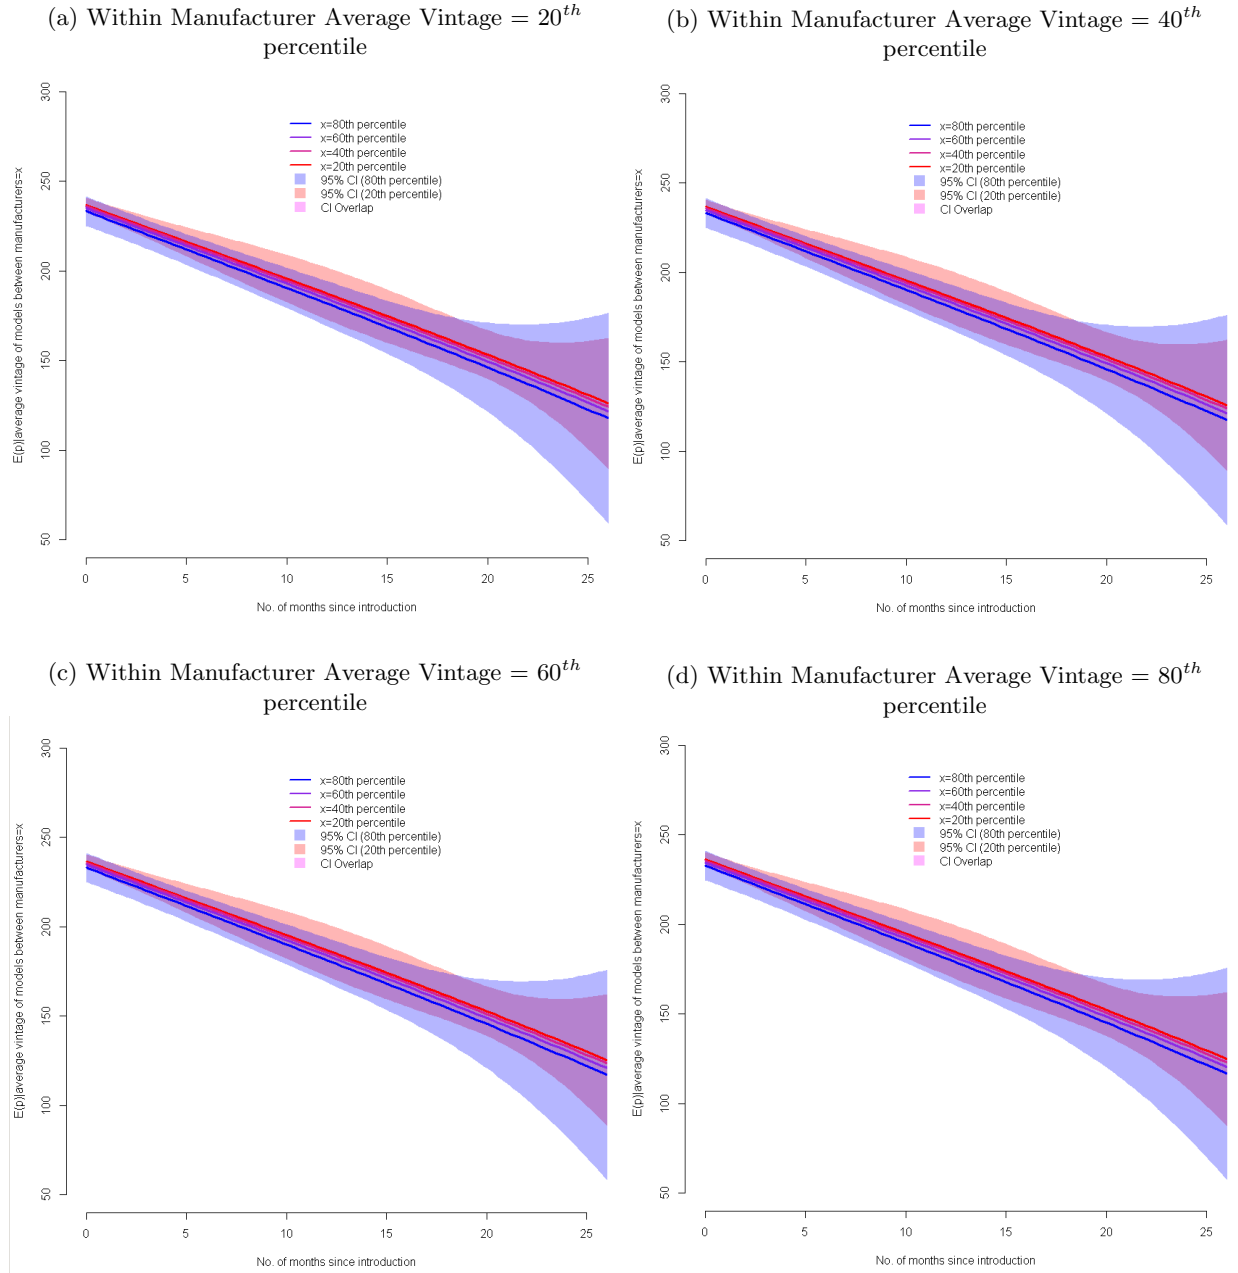 (a) Within Manufacturer Average Vintage = 20th
percentile
300
250
200
150
100
50
E(p)|average vintage of models between manufacturers=x
x=80th percentile
x=60th percentile
x=40th percentile
x=20th percentile
95% CI (80th percentile)
95% CI (20th percentile)
CI Overlap
0 5 10 15 20 25
No. of months since introduction
(b) Within Manufacturer Average Vintage = 40th
percentile
300
250
200
150
100
50
E(p)|average vintage of models between manufacturers=x
x=80th percentile
x=60th percentile
x=40th percentile
x=20th percentile
95% CI (80th percentile)
95% CI (20th percentile)
CI Overlap
0 5 10 15 20 25
No. of months since introduction
(c) Within Manufacturer Average Vintage = 60th
percentile
300
250
200
150
100
50
E(p)|average vintage of models between manufacturers=x
x=80th percentile
x=60th percentile
x=40th percentile
x=20th percentile
95% CI (80th percentile)
95% CI (20th percentile)
CI Overlap
0 5 10 15 20 25
No. of months since introduction
(d) Within Manufacturer Average Vintage = 80th
percentile
300
250
200
150
100
50
E(p)|average vintage of models between manufacturers=x
x=80th percentile
x=60th percentile
x=40th percentile
x=20th percentile
95% CI (80th percentile)
95% CI (20th percentile)
CI Overlap
0 5 10 15 20 25
No. of months since introduction